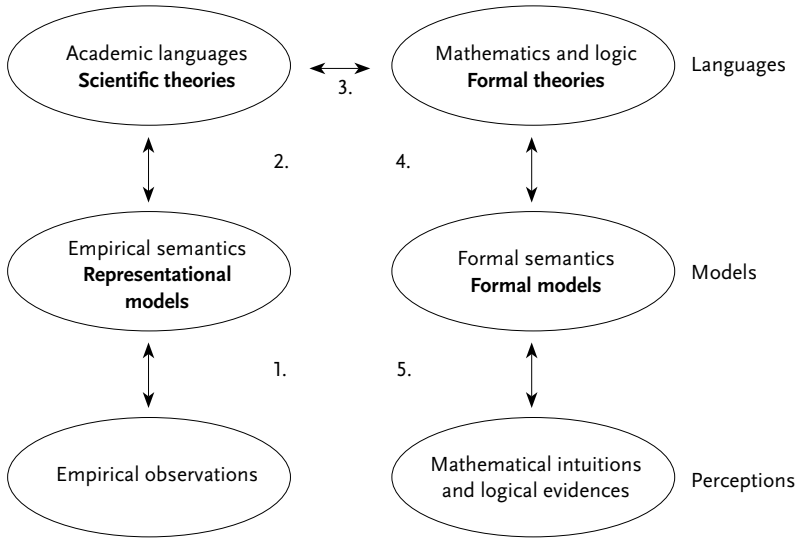 Academic languages
Scientific theories
3.
Mathematics and logic
Formal theories
Languages
2.
4.
Empirical semantics
Representational
models
Formal semantics
Formal models
Models
1.
5.
Empirical observations
Mathematical intuitions
and logical evidences
Perceptions